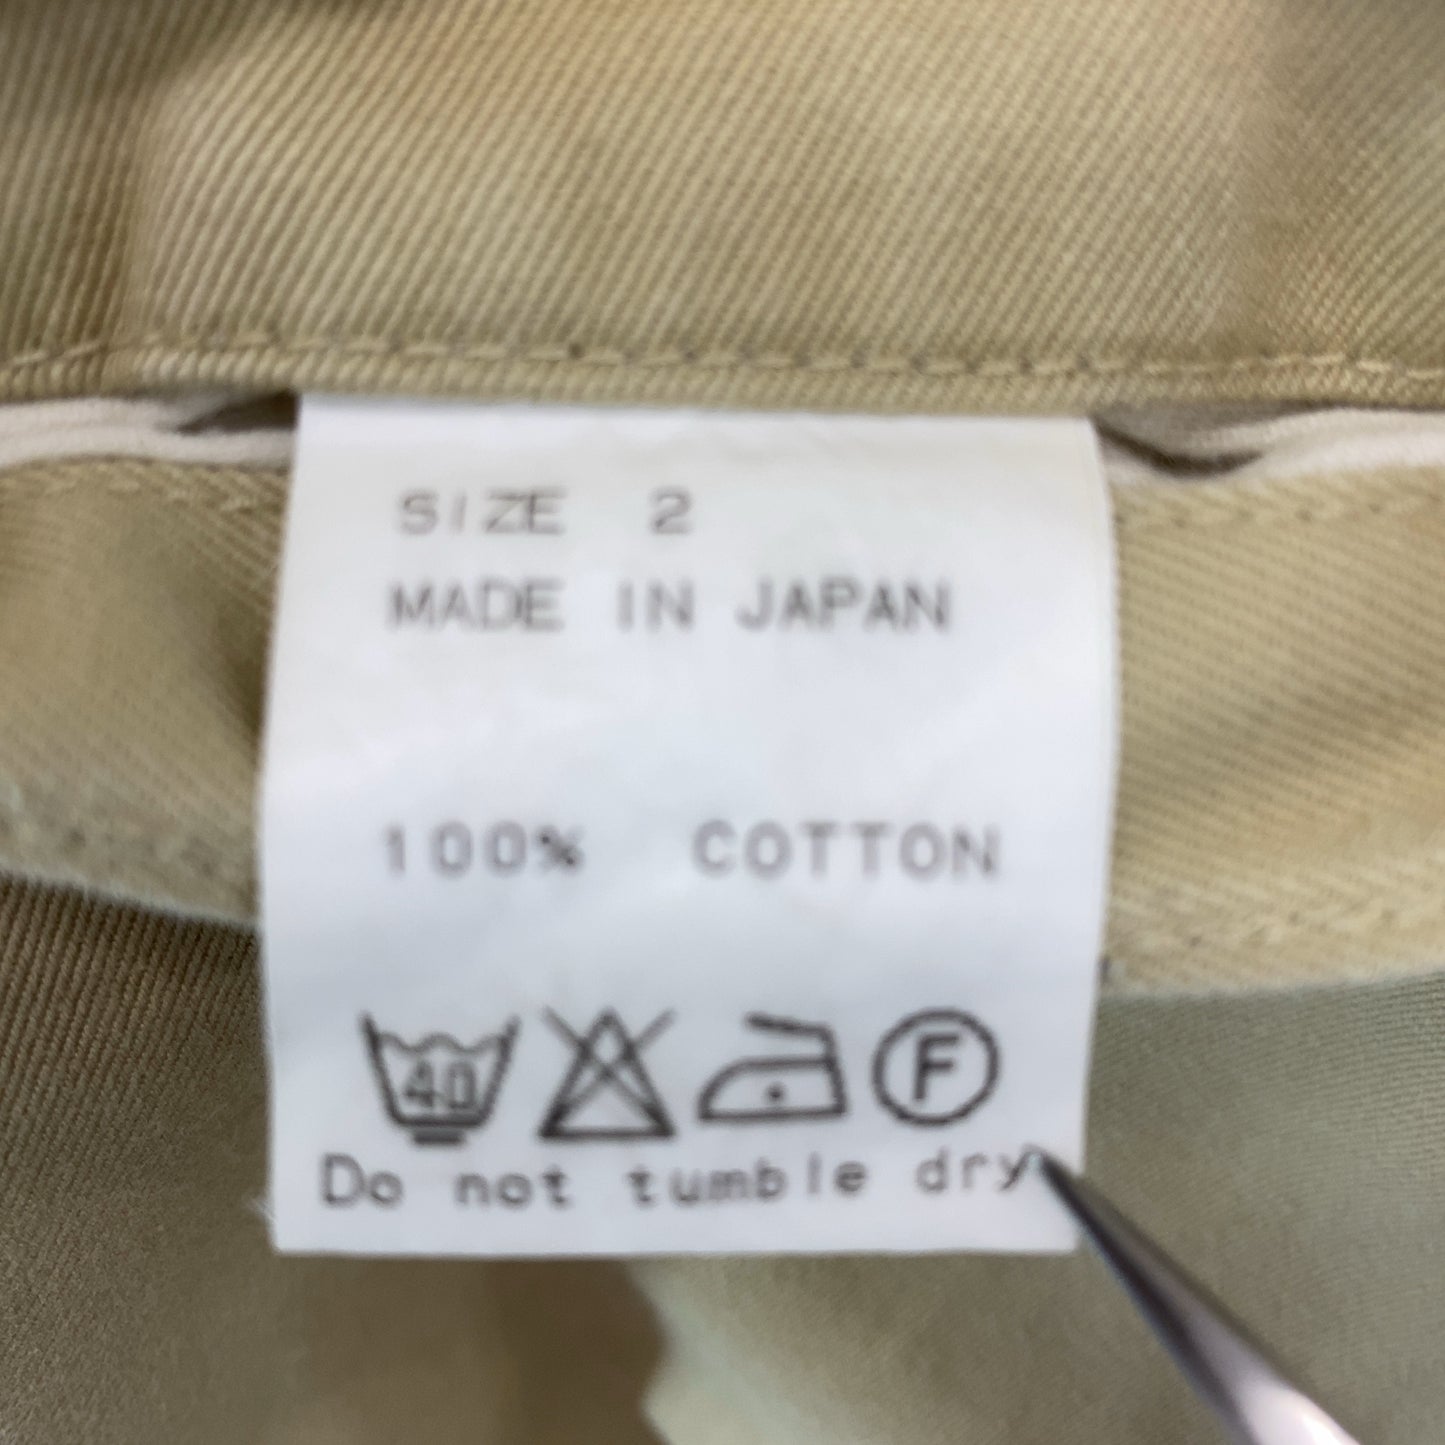 SIZE 2
MADE IN JAPAN
100% COTTON
40 F
Do not tumble dry